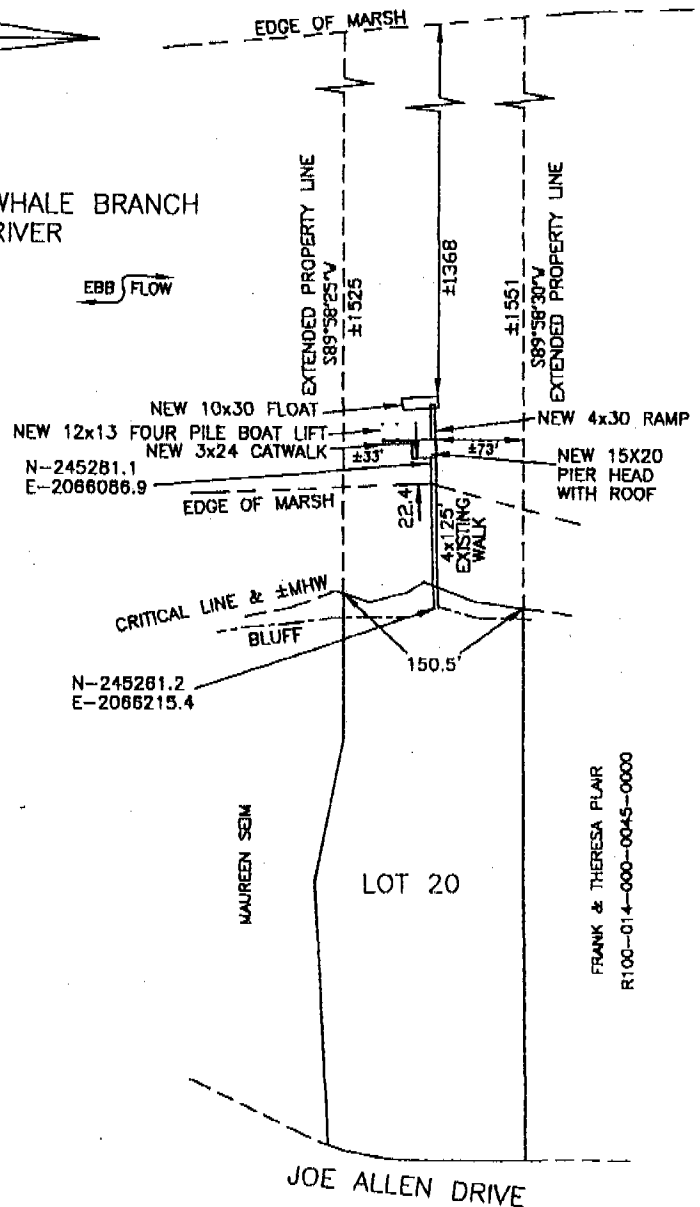 EDGE OF MARSH
WHALE BRANCH
RIVER
EBB FLOW
EXTENDED PROPERTY LINE
S89°58'25"W
±1525
±1368
±1551
S89°58'30"W
EXTENDED PROPERTY LINE
NEW 10x30 FLOAT
NEW 12x13 FOUR PILE BOAT LIFT
NEW 3x24 CATWALK
N-245281.1
E-2066086.9
±33'
±73'
NEW 4x30 RAMP
NEW 15X20
PIER HEAD
WITH ROOF
EDGE OF MARSH
22.4
4x125'
EXISTING
WALK
CRITICAL LINE & ±MHW
BLUFF
150.5'
N-245261.2
E-2066215.4
MAUREEN SEIM
LOT 20
FRANK & THERESA PLAIR
R100-014-000-0045-0000
JOE ALLEN DRIVE